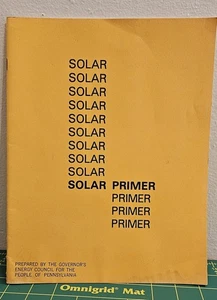 SOLAR
SOLAR
SOLAR
SOLAR
SOLAR
SOLAR
SOLAR
SOLAR
SOLAR
SOLAR PRIMER
PRIMER
PRIMER
PRIMER
PREPARED BY THE GOVERNOR'S
ENERGY COUNCIL FOR THE
PEOPLE OF PENNSYLVANIA
Omnigrid® Mat